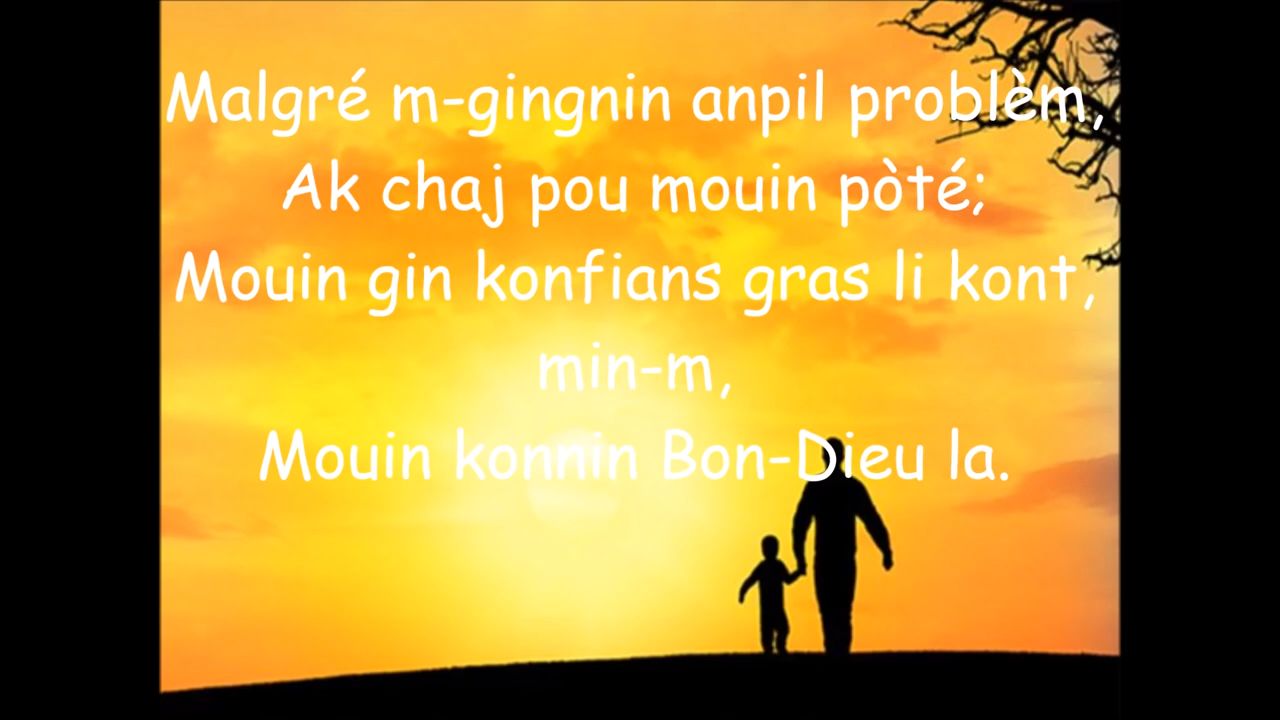 Malgré m-gingnin anpil problèm,
Ak chaj pou mouin pòté;
Mouin gin konfians gras li kont,
min-m,
Mouin konnin Bon-Dieu la.